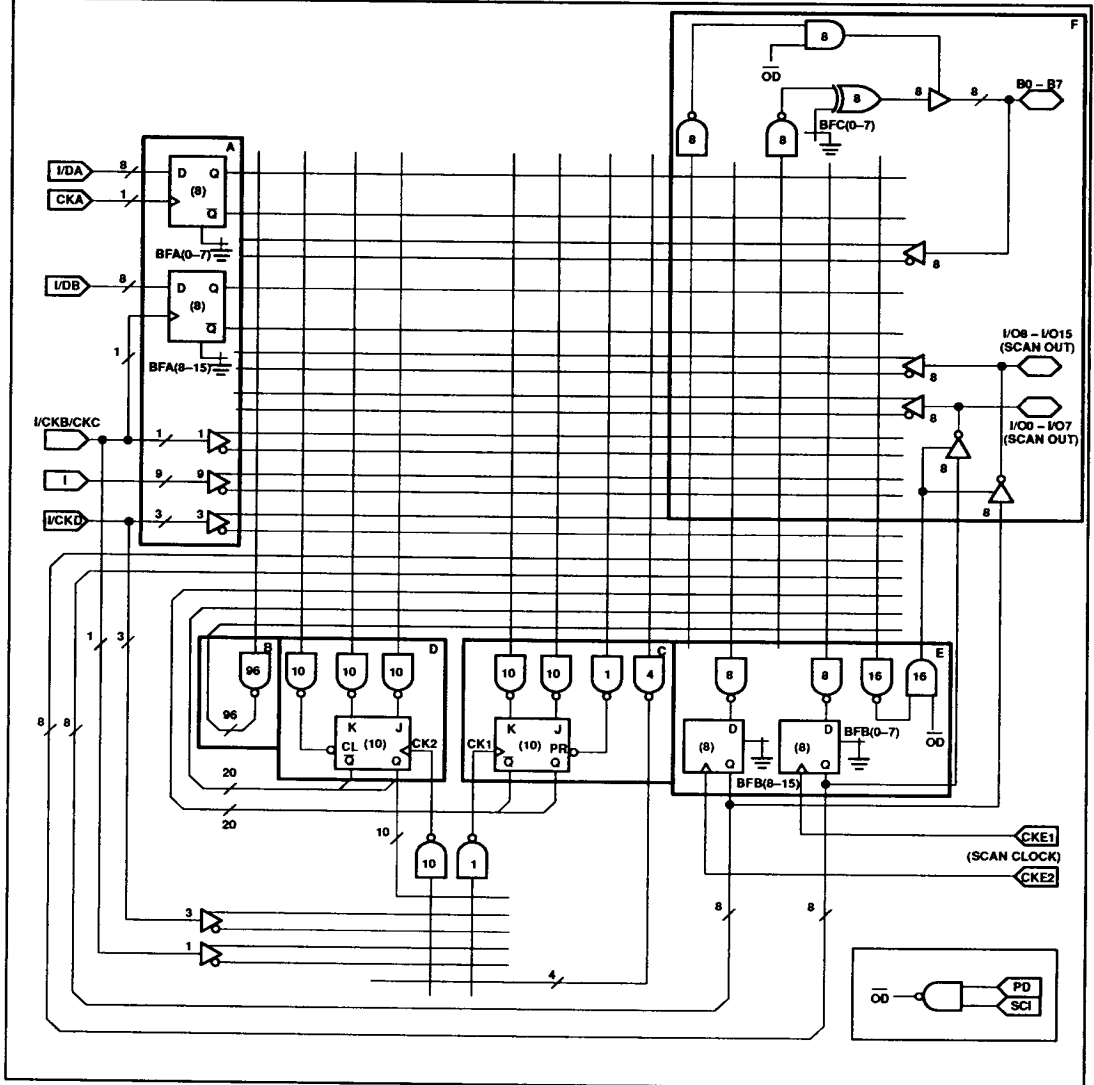 F
8
OD
B0 – B7
8
8
8
BFC(0–7)
8
8
A
I/DA
8
D Q
(8)
Q
CKA
1
BFA(0–7)
8
I/DB
8
D Q
(8)
Q
1
BFA(8–15)
I/O8 – I/O15
(SCAN OUT)
8
8
I/O0 – I/O7
(SCAN OUT)
I/CKB/CKC
1
1
8
I
9
9
8
I/CKD
3
3
1
3
B
D
C
E
96
10
10
10
10
10
1
4
8
8
16
16
96
K J
CL
(10)
CK2
Q Q
CK1
K J
(10)
PR
Q Q
D
(8)
Q
D
(8)
Q
BFB(0–7)
OD
BFB(8–15)
8
8
20
20
10
10
1
CKE1
(SCAN CLOCK)
CKE2
8
8
3
1
4
OD
PD
SCI